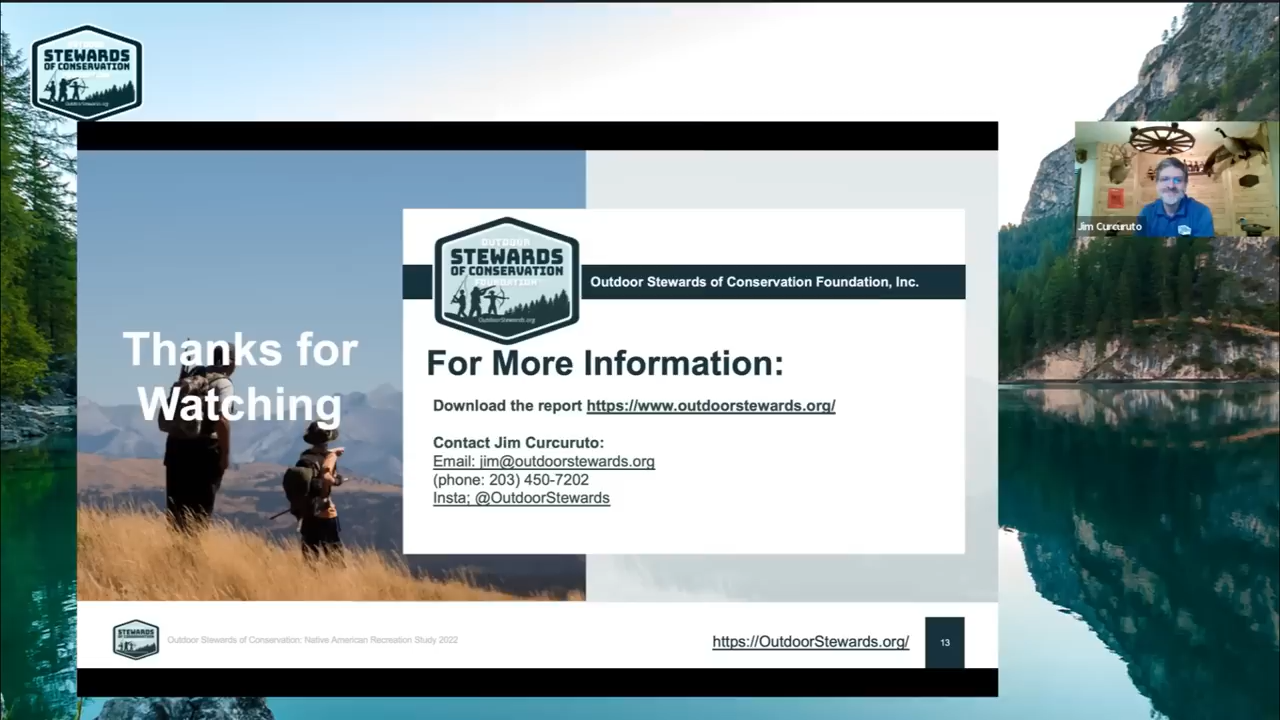 STEWARDS
OF CONSERVATION
OutdoorStewards.org
Jim Curcuruto
Thanks for
Watching
OUTDOOR
STEWARDS
OF CONSERVATION
FOUNDATION
OutdoorStewards.org
Outdoor Stewards of Conservation Foundation, Inc.
For More Information:
Download the report https://www.outdoorstewards.org/
Contact Jim Curcuruto:
Email: jim@outdoorstewards.org
(phone: 203) 450-7202
Insta; @OutdoorStewards
STEWARDS
OF CONSERVATION
Outdoor Stewards of Conservation: Native American Recreation Study 2022
https://OutdoorStewards.org/
13